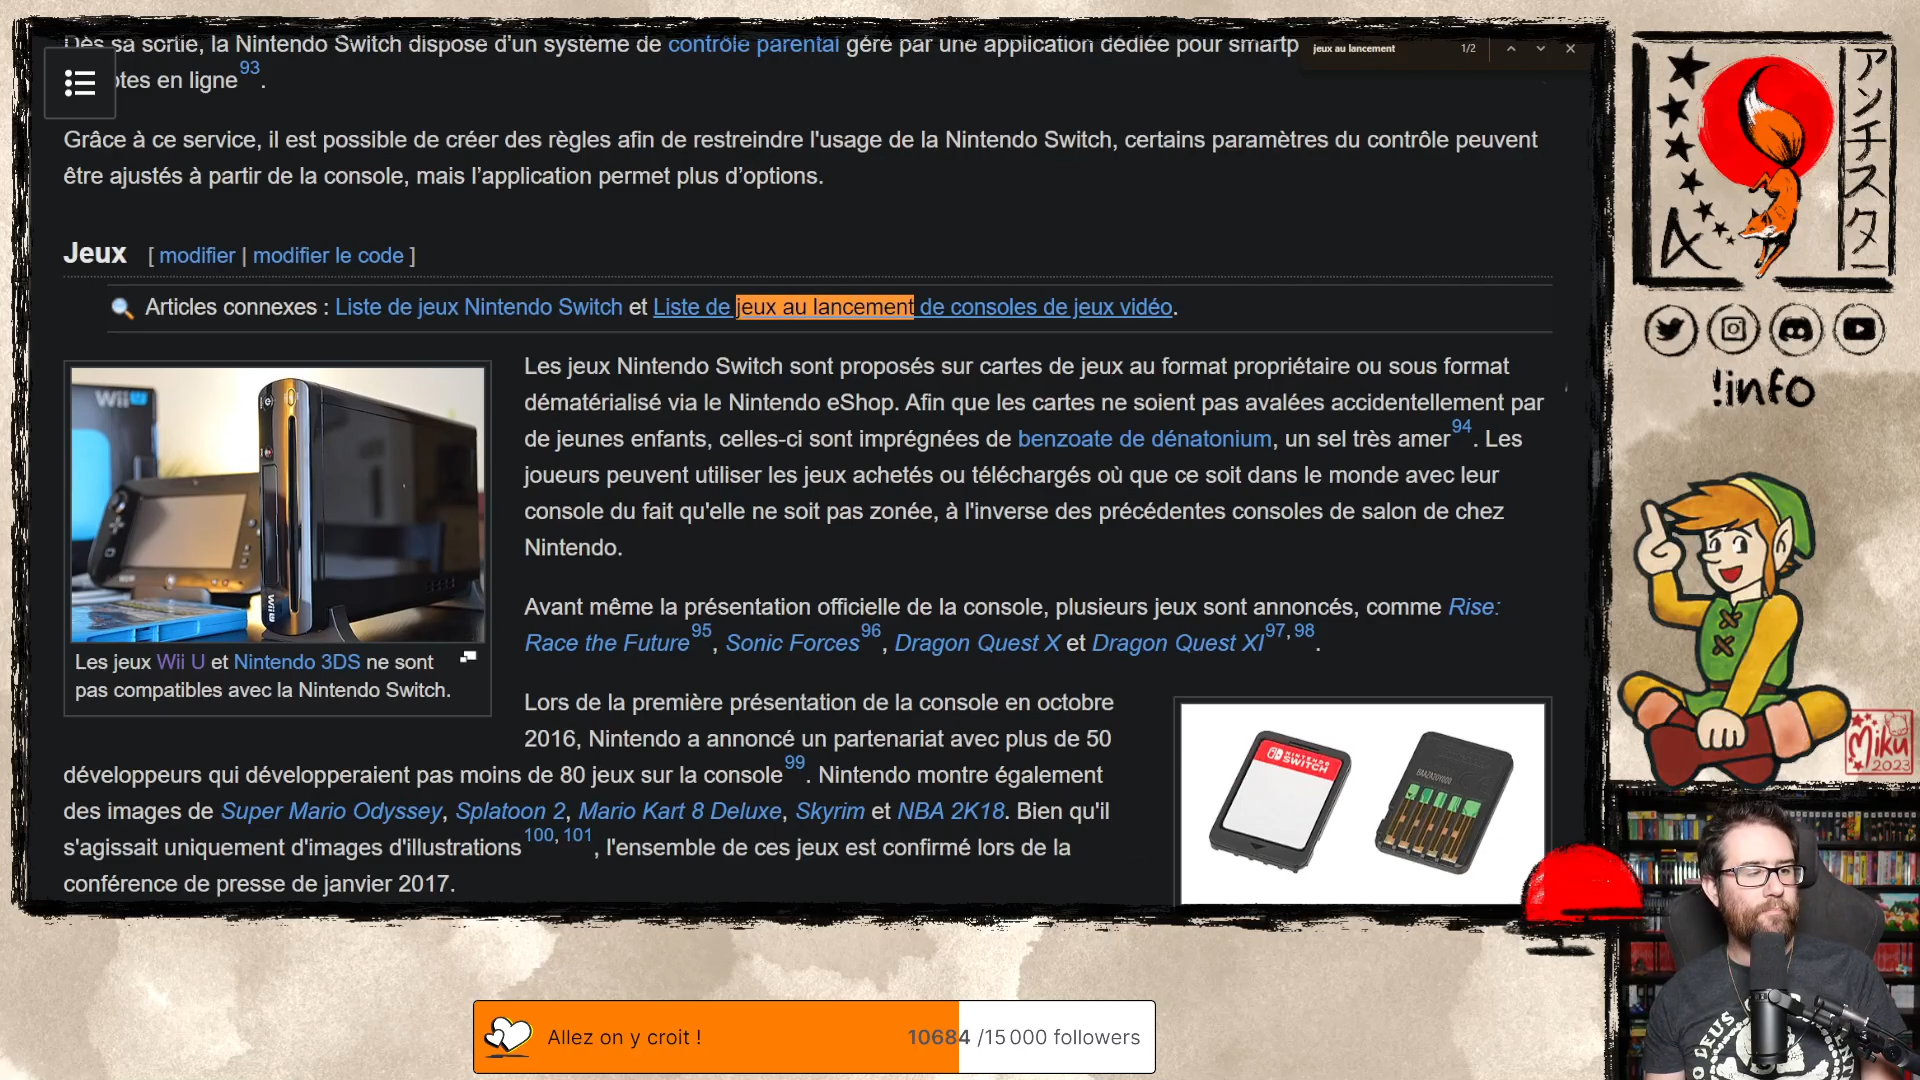 Dès sa sortie, la Nintendo Switch dispose d'un système de contrôle parental géré par une application dédiée pour smartp
ptes en ligne93.
jeux au lancement 1/2
Grâce à ce service, il est possible de créer des règles afin de restreindre l'usage de la Nintendo Switch, certains paramètres du contrôle peuvent
être ajustés à partir de la console, mais l'application permet plus d'options.
Jeux [ modifier | modifier le code ]
Articles connexes : Liste de jeux Nintendo Switch et Liste de jeux au lancement de consoles de jeux vidéo.
Les jeux Nintendo Switch sont proposés sur cartes de jeux au format propriétaire ou sous format
dématérialisé via le Nintendo eShop. Afin que les cartes ne soient pas avalées accidentellement par
de jeunes enfants, celles-ci sont imprégnées de benzoate de dénatonium, un sel très amer94. Les
joueurs peuvent utiliser les jeux achetés ou téléchargés où que ce soit dans le monde avec leur
console du fait qu'elle ne soit pas zonée, à l'inverse des précédentes consoles de salon de chez
Nintendo.
WiiU
WiiU
Les jeux Wii U et Nintendo 3DS ne sont
pas compatibles avec la Nintendo Switch.
Avant même la présentation officielle de la console, plusieurs jeux sont annoncés, comme Rise:
Race the Future95, Sonic Forces96, Dragon Quest X et Dragon Quest XI97, 98.
Lors de la première présentation de la console en octobre
2016, Nintendo a annoncé un partenariat avec plus de 50
développeurs qui développeraient pas moins de 80 jeux sur la console99. Nintendo montre également
des images de Super Mario Odyssey, Splatoon 2, Mario Kart 8 Deluxe, Skyrim et NBA 2K18. Bien qu'il
s'agissait uniquement d'images d'illustrations100, 101, l'ensemble de ces jeux est confirmé lors de la
conférence de presse de janvier 2017.
NINTENDO
SWITCH
アンチスター
A
!info
Miku
2023
Allez on y croit !
10684 /15 000 followers